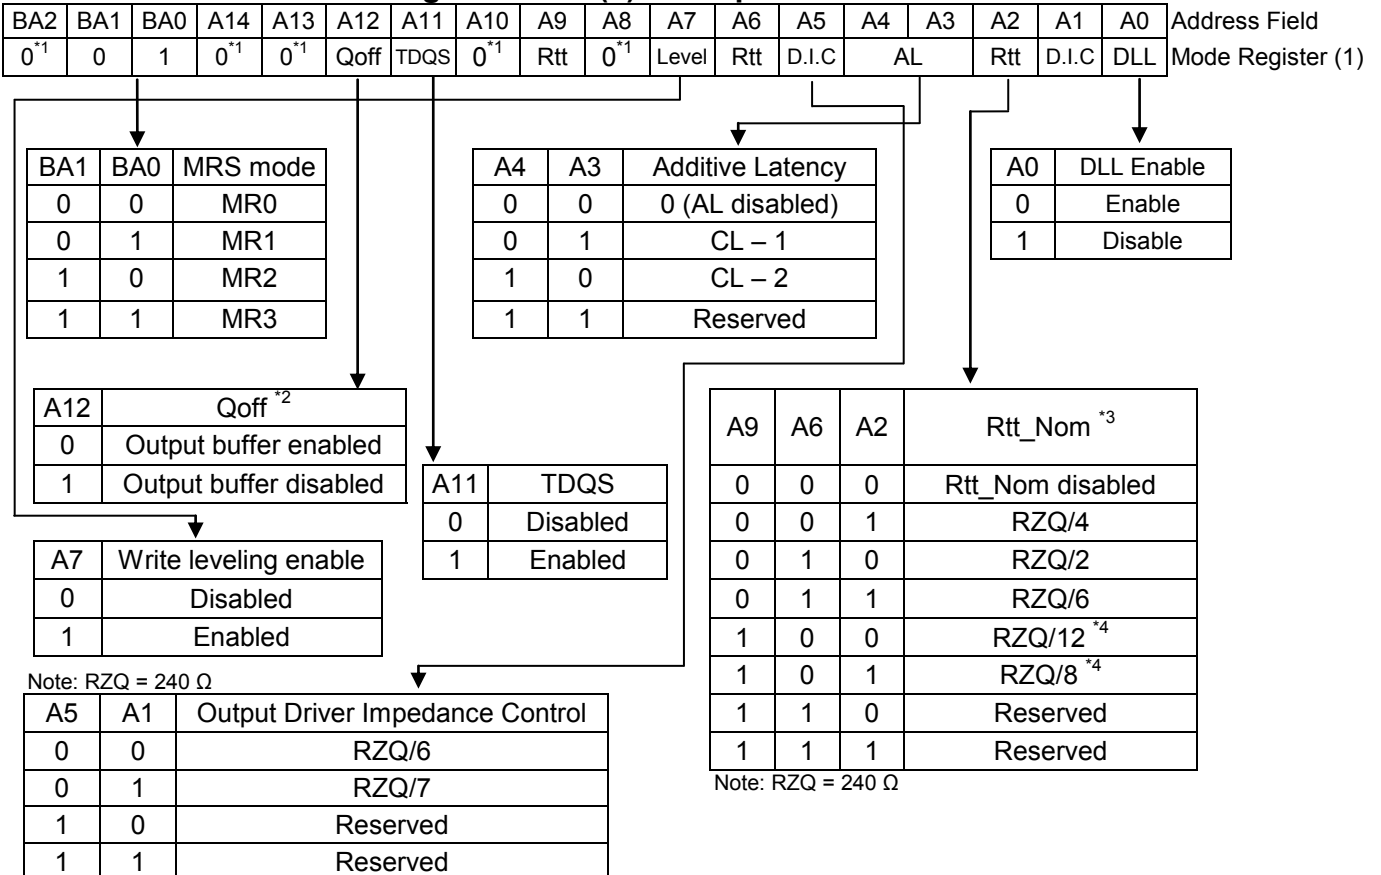 BA2 BA1 BA0 A14 A13 A12 A11 A10 A9 A8 A7 A6 A5 A4 A3 A2 A1 A0 Address Field
0*1 0 1 0*1 0*1 Qoff TDQS 0*1 Rtt 0*1 Level Rtt D.I.C AL Rtt D.I.C DLL Mode Register (1)
BA1 BA0 MRS mode
0 0 MR0
0 1 MR1
1 0 MR2
1 1 MR3
A4 A3 Additive Latency
0 0 0 (AL disabled)
0 1 CL – 1
1 0 CL – 2
1 1 Reserved
A0 DLL Enable
0 Enable
1 Disable
A12 Qoff *2
0 Output buffer enabled
1 Output buffer disabled
A11 TDQS
0 Disabled
1 Enabled
A9 A6 A2 Rtt_Nom *3
0 0 0 Rtt_Nom disabled
0 0 1 RZQ/4
0 1 0 RZQ/2
0 1 1 RZQ/6
1 0 0 RZQ/12 *4
1 0 1 RZQ/8 *4
1 1 0 Reserved
1 1 1 Reserved
Note: RZQ = 240 Ω
A7 Write leveling enable
0 Disabled
1 Enabled
Note: RZQ = 240 Ω
A5 A1 Output Driver Impedance Control
0 0 RZQ/6
0 1 RZQ/7
1 0 Reserved
1 1 Reserved